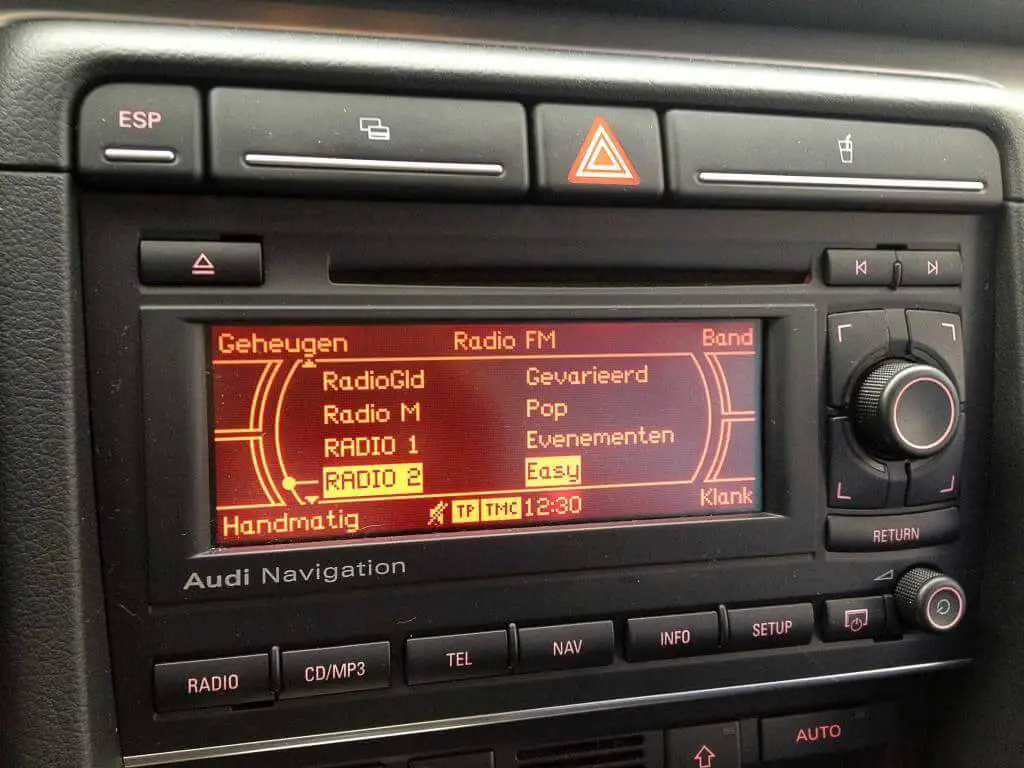 ESP
Geheugen Radio FM Band
RadioGld Gevarieerd
Radio M Pop
RADIO 1 Evenementen
RADIO 2 Easy
Handmatig TP TMC 12:30 Klank
RETURN
Audi Navigation
RADIO CD/MP3 TEL NAV INFO SETUP
AUTO